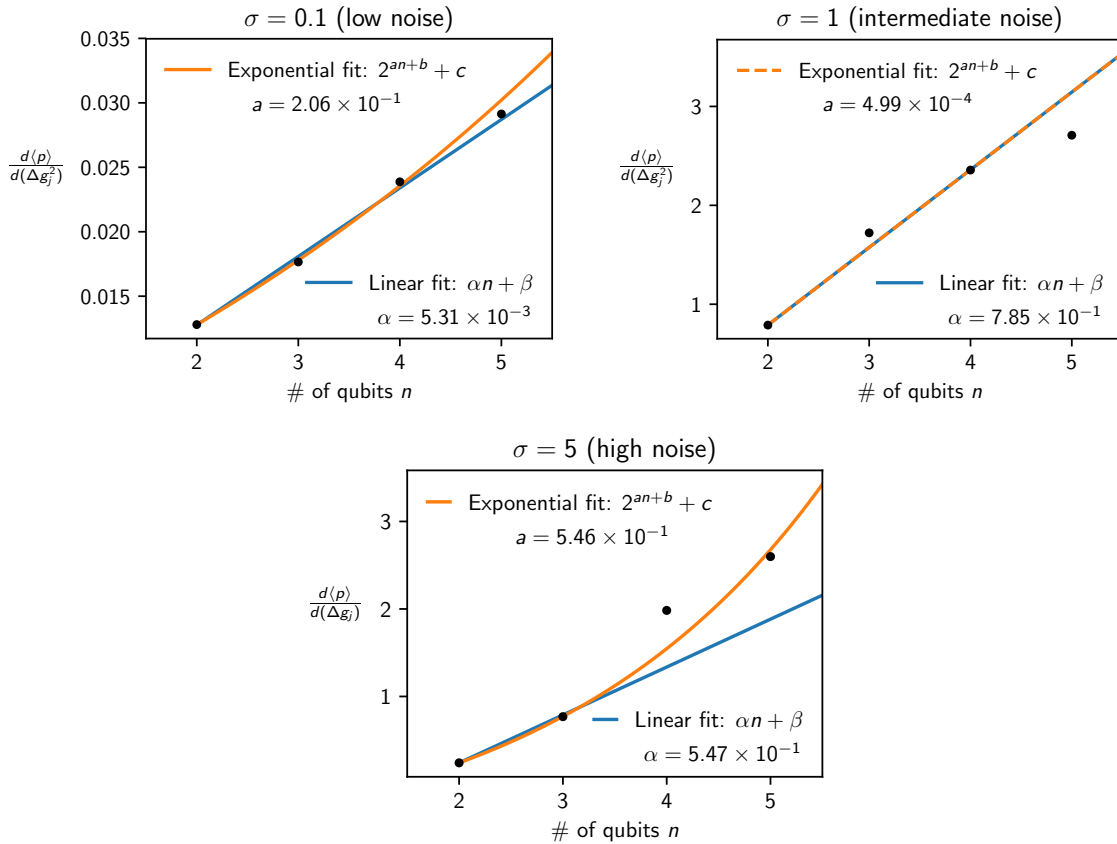 σ = 0.1 (low noise)
0.035
0.030
0.025
0.020
0.015
d⟨p⟩
d(Δg_j^2)
Exponential fit: 2^{an+b} + c
a = 2.06 × 10^{-1}
Linear fit: αn + β
α = 5.31 × 10^{-3}
2 3 4 5
# of qubits n
σ = 1 (intermediate noise)
3
2
1
d⟨p⟩
d(Δg_j^2)
Exponential fit: 2^{an+b} + c
a = 4.99 × 10^{-4}
Linear fit: αn + β
α = 7.85 × 10^{-1}
2 3 4 5
# of qubits n
σ = 5 (high noise)
3
2
1
d⟨p⟩
d(Δg_j)
Exponential fit: 2^{an+b} + c
a = 5.46 × 10^{-1}
Linear fit: αn + β
α = 5.47 × 10^{-1}
2 3 4 5
# of qubits n